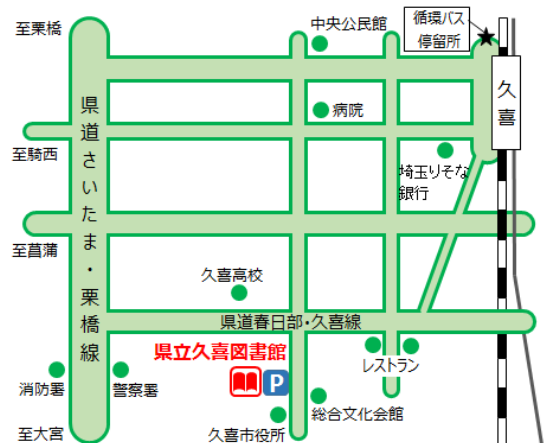 至栗橋
中央公民館
循環バス
停留所
久喜
病院
県道さいたま・栗橋線
至騎西
埼玉りそな
銀行
至菖蒲
久喜高校
県道春日部・久喜線
県立久喜図書館
レストラン
消防署
警察署
P
総合文化会館
至大宮
久喜市役所